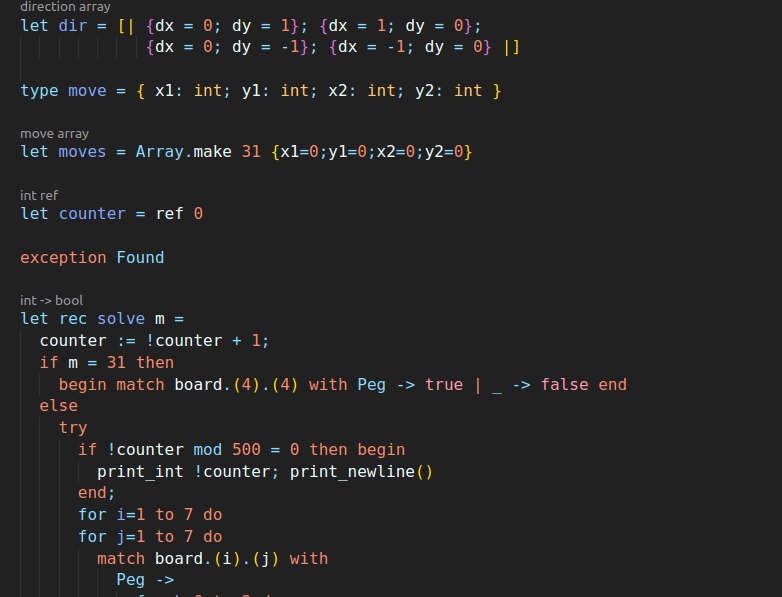 direction array
let dir = [| {dx = 0; dy = 1}; {dx = 1; dy = 0};
{dx = 0; dy = -1}; {dx = -1; dy = 0} |]
type move = { x1: int; y1: int; x2: int; y2: int }
move array
let moves = Array.make 31 {x1=0;y1=0;x2=0;y2=0}
int ref
let counter = ref 0
exception Found
int -> bool
let rec solve m =
counter := !counter + 1;
if m = 31 then
begin match board.(4).(4) with Peg -> true | _ -> false end
else
try
if !counter mod 500 = 0 then begin
print_int !counter; print_newline()
end;
for i=1 to 7 do
for j=1 to 7 do
match board.(i).(j) with
Peg ->